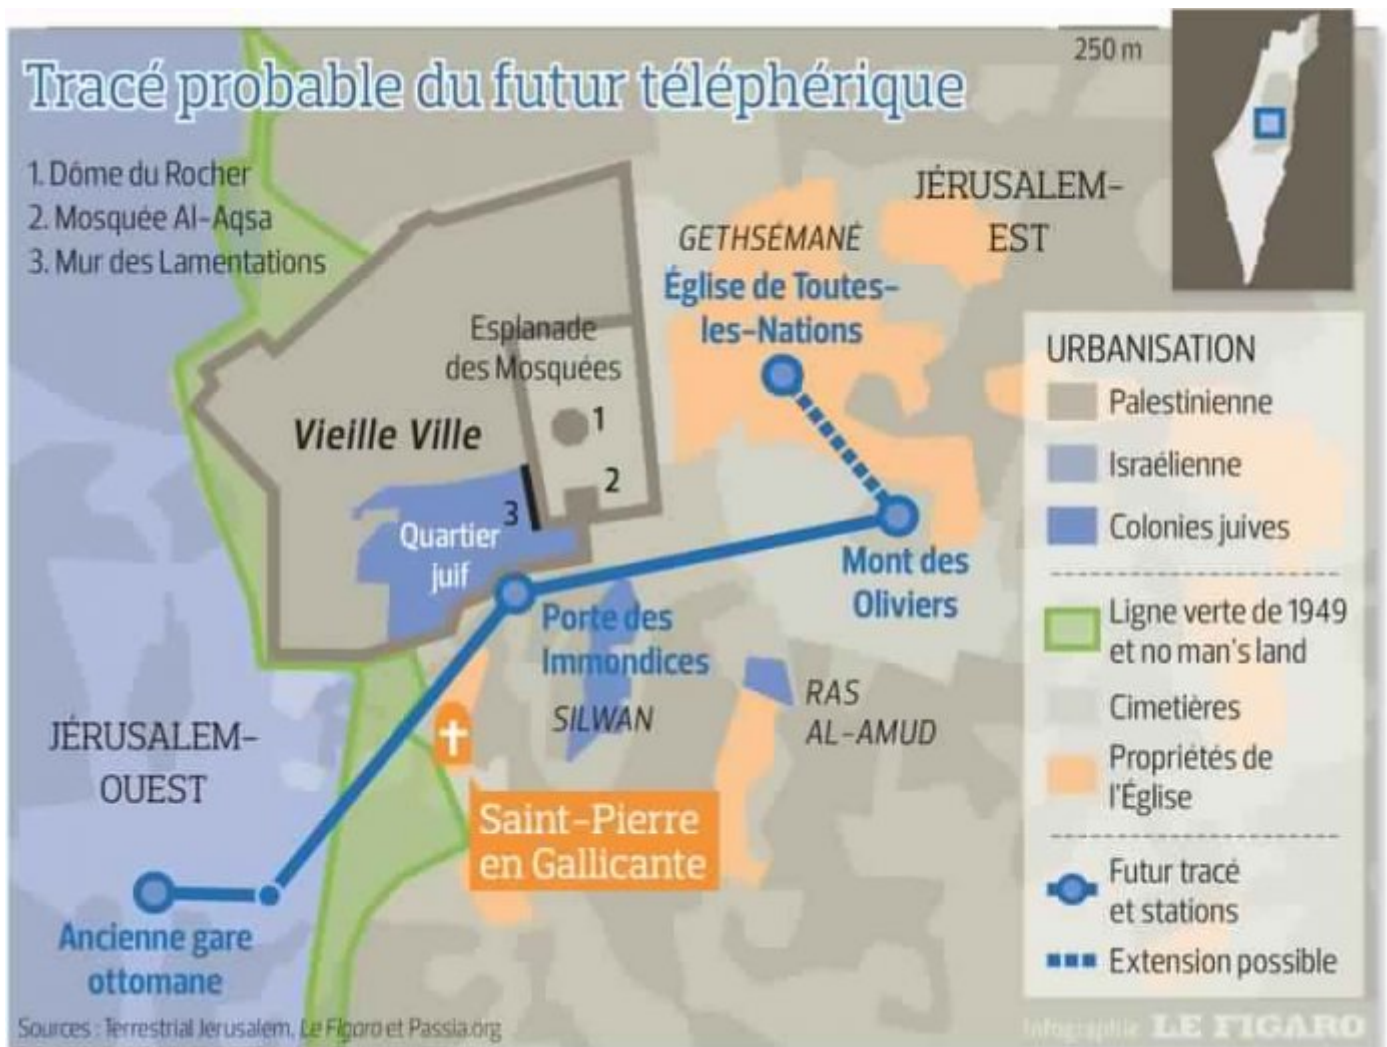 250 m
Tracé probable du futur téléphérique
1. Dôme du Rocher
2. Mosquée Al-Aqsa
3. Mur des Lamentations
JÉRUSALEM-
EST
GETHSÉMANÉ
Église de Toutes-
les-Nations
Esplanade
des Mosquées
1
Vieille Ville
2
3
Quartier
juif
Mont des
Oliviers
Porte des
Immondices
SILWAN
RAS
AL-AMUD
JÉRUSALEM-
OUEST
Saint-Pierre
en Gallicante
Ancienne gare
ottomane
URBANISATION
Palestinienne
Israélienne
Colonies juives
Ligne verte de 1949
et no man's land
Cimetières
Propriétés de
l'Église
Futur tracé
et stations
Extension possible
Sources : Terrestrial Jerusalem, Le Figaro et Passia.org
Infographie LE FIGARO